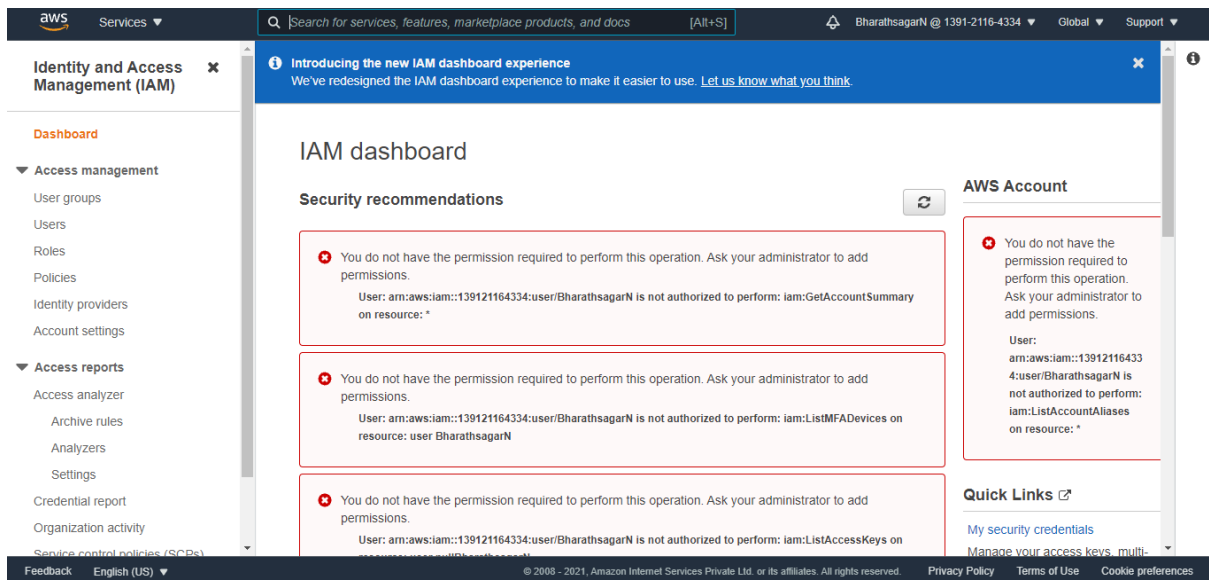 aws
Services ▼
Search for services, features, marketplace products, and docs [Alt+S]
BharathsagarN @ 1391-2116-4334 ▼
Global ▼
Support ▼
Identity and Access
Management (IAM)
Dashboard
Access management
User groups
Users
Roles
Policies
Identity providers
Account settings
Access reports
Access analyzer
Archive rules
Analyzers
Settings
Credential report
Organization activity
Service control policies (SCPs)
Introducing the new IAM dashboard experience
We've redesigned the IAM dashboard experience to make it easier to use. Let us know what you think.
IAM dashboard
Security recommendations
You do not have the permission required to perform this operation. Ask your administrator to add
permissions.
User: arn:aws:iam::139121164334:user/BharathsagarN is not authorized to perform: iam:GetAccountSummary
on resource: *
You do not have the permission required to perform this operation. Ask your administrator to add
permissions.
User: arn:aws:iam::139121164334:user/BharathsagarN is not authorized to perform: iam:ListMFADevices on
resource: user BharathsagarN
You do not have the permission required to perform this operation. Ask your administrator to add
permissions.
User: arn:aws:iam::139121164334:user/BharathsagarN is not authorized to perform: iam:ListAccessKeys on
resource: user nullBharathsagarN
AWS Account
You do not have the
permission required to
perform this operation.
Ask your administrator to
add permissions.
User:
arn:aws:iam::13912116433
4:user/BharathsagarN is
not authorized to perform:
iam:ListAccountAliases
on resource: *
Quick Links
My security credentials
Manage your access keys, multi-
Feedback
English (US) ▼
© 2008 - 2021, Amazon Internet Services Private Ltd. or its affiliates. All rights reserved.
Privacy Policy
Terms of Use
Cookie preferences